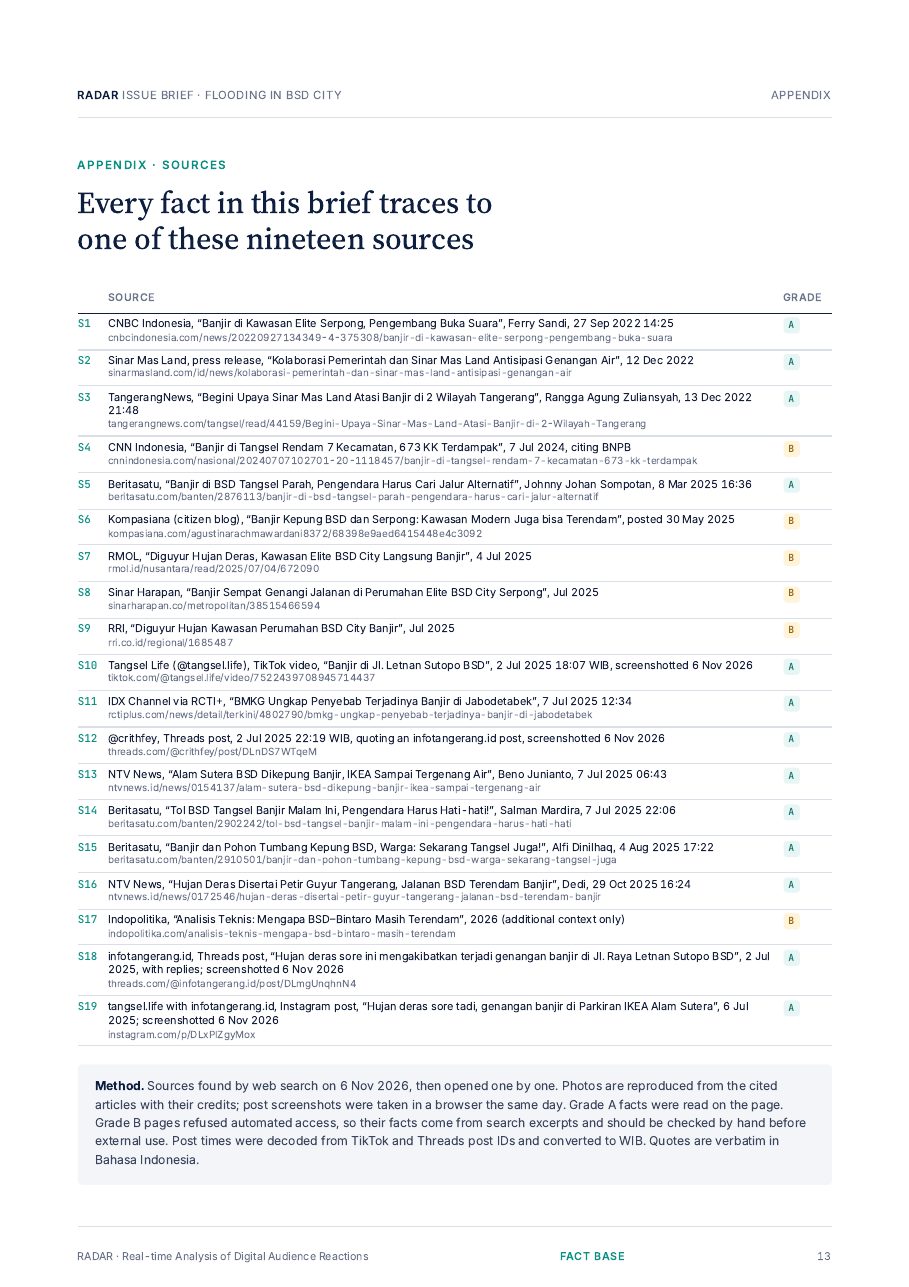 RADAR ISSUE BRIEF · FLOODING IN BSD CITY
APPENDIX
APPENDIX · SOURCES
Every fact in this brief traces to
one of these nineteen sources
SOURCE GRADE
S1 CNBC Indonesia, “Banjir di Kawasan Elite Serpong, Pengembang Buka Suara”, Ferry Sandi, 27 Sep 2022 14:25 A
cnbcindonesia.com/news/20220927134349-4-375308/banjir-di-kawasan-elite-serpong-pengembang-buka-suara
S2 Sinar Mas Land, press release, “Kolaborasi Pemerintah dan Sinar Mas Land Antisipasi Genangan Air”, 12 Dec 2022 A
sinarmasland.com/id/news/kolaborasi-pemerintah-dan-sinar-mas-land-antisipasi-genangan-air
S3 TangerangNews, “Begini Upaya Sinar Mas Land Atasi Banjir di 2 Wilayah Tangerang”, Rangga Agung Zuliansyah, 13 Dec 2022 A
21:48
tangerangnews.com/tangsel/read/44159/Begini-Upaya-Sinar-Mas-Land-Atasi-Banjir-di-2-Wilayah-Tangerang
S4 CNN Indonesia, “Banjir di Tangsel Rendam 7 Kecamatan, 673 KK Terdampak”, 7 Jul 2024, citing BNPB B
cnnindonesia.com/nasional/20240707102701-20-1118457/banjir-di-tangsel-rendam-7-kecamatan-673-kk-terdampak
S5 Beritasatu, “Banjir di BSD Tangsel Parah, Pengendara Harus Cari Jalur Alternatif”, Johnny Johan Sompotan, 8 Mar 2025 16:36 A
beritasatu.com/banten/2876113/banjir-di-bsd-tangsel-parah-pengendara-harus-cari-jalur-alternatif
S6 Kompasiana (citizen blog), “Banjir Kepung BSD dan Serpong: Kawasan Modern Juga bisa Terendam”, posted 30 May 2025 B
kompasiana.com/agustinarachmawardani8372/68398e9aed6415448e4c3092
S7 RMOL, “Diguyur Hujan Deras, Kawasan Elite BSD City Langsung Banjir”, 4 Jul 2025 B
rmol.id/nusantara/read/2025/07/04/672090
S8 Sinar Harapan, “Banjir Sempat Genangi Jalanan di Perumahan Elite BSD City Serpong”, Jul 2025 B
sinarharapan.co/metropolitan/38515466594
S9 RRI, “Diguyur Hujan Kawasan Perumahan BSD City Banjir”, Jul 2025 B
rri.co.id/regional/1685487
S10 Tangsel Life (@tangsel.life), TikTok video, “Banjir di Jl. Letnan Sutopo BSD”, 2 Jul 2025 18:07 WIB, screenshotted 6 Nov 2026 A
tiktok.com/@tangsel.life/video/7522439708945714437
S11 IDX Channel via RCTI+, “BMKG Ungkap Penyebab Terjadinya Banjir di Jabodetabek”, 7 Jul 2025 12:34 A
rctiplus.com/news/detail/terkini/4802790/bmkg-ungkap-penyebab-terjadinya-banjir-di-jabodetabek
S12 @crithfey, Threads post, 2 Jul 2025 22:19 WIB, quoting an infotangerang.id post, screenshotted 6 Nov 2026 A
threads.com/@crithfey/post/DLnDS7WTqeM
S13 NTV News, “Alam Sutera BSD Dikepung Banjir, IKEA Sampai Tergenang Air”, Beno Junianto, 7 Jul 2025 06:43 A
ntvnews.id/news/0154137/alam-sutera-bsd-dikepung-banjir-ikea-sampai-tergenang-air
S14 Beritasatu, “Tol BSD Tangsel Banjir Malam Ini, Pengendara Harus Hati-hati!”, Salman Mardira, 7 Jul 2025 22:06 A
beritasatu.com/banten/2902242/tol-bsd-tangsel-banjir-malam-ini-pengendara-harus-hati-hati
S15 Beritasatu, “Banjir dan Pohon Tumbang Kepung BSD, Warga: Sekarang Tangsel Juga!”, Alfi Dinilhaq, 4 Aug 2025 17:22 A
beritasatu.com/banten/2910501/banjir-dan-pohon-tumbang-kepung-bsd-warga-sekarang-tangsel-juga
S16 NTV News, “Hujan Deras Disertai Petir Guyur Tangerang, Jalanan BSD Terendam Banjir”, Dedi, 29 Oct 2025 16:24 A
ntvnews.id/news/0172546/hujan-deras-disertai-petir-guyur-tangerang-jalanan-bsd-terendam-banjir
S17 Indopolitika, “Analisis Teknis: Mengapa BSD–Bintaro Masih Terendam”, 2026 (additional context only) B
indopolitika.com/analisis-teknis-mengapa-bsd-bintaro-masih-terendam
S18 infotangerang.id, Threads post, “Hujan deras sore ini mengakibatkan terjadi genangan banjir di Jl. Raya Letnan Sutopo BSD”, 2 Jul A
2025, with replies; screenshotted 6 Nov 2026
threads.com/@infotangerang.id/post/DLmgUnqhnN4
S19 tangsel.life with infotangerang.id, Instagram post, “Hujan deras sore tadi, genangan banjir di Parkiran IKEA Alam Sutera”, 6 Jul A
2025; screenshotted 6 Nov 2026
instagram.com/p/DLxPlZgyMox
Method. Sources found by web search on 6 Nov 2026, then opened one by one. Photos are reproduced from the cited
articles with their credits; post screenshots were taken in a browser the same day. Grade A facts were read on the page.
Grade B pages refused automated access, so their facts come from search excerpts and should be checked by hand before
external use. Post times were decoded from TikTok and Threads post IDs and converted to WIB. Quotes are verbatim in
Bahasa Indonesia.
RADAR · Real-time Analysis of Digital Audience Reactions
FACT BASE
13